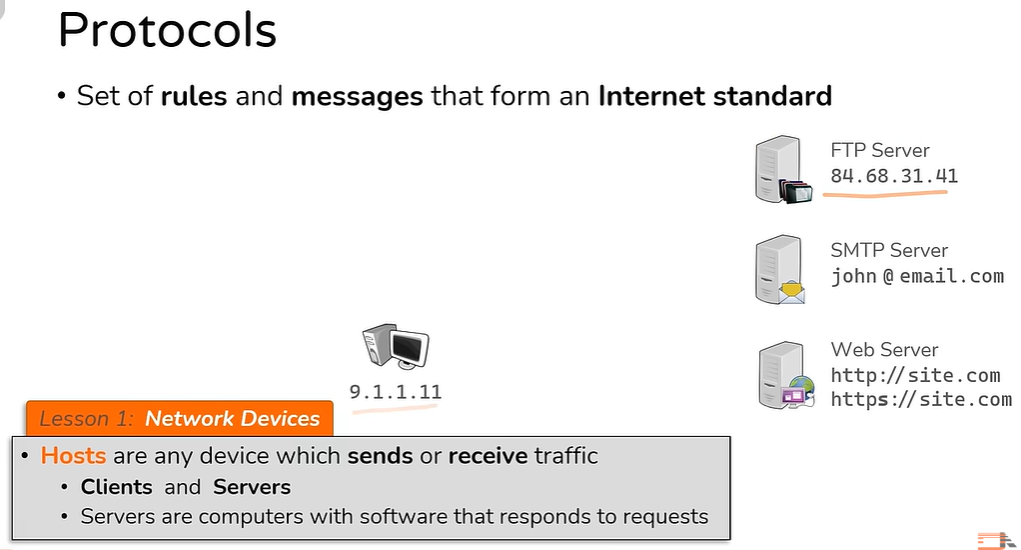 Protocols
• Set of rules and messages that form an Internet standard
FTP Server
84.68.31.41
SMTP Server
john@email.com
Web Server
http://site.com
https://site.com
9.1.1.11
Lesson 1: Network Devices
• Hosts are any device which sends or receive traffic
• Clients and Servers
• Servers are computers with software that responds to requests